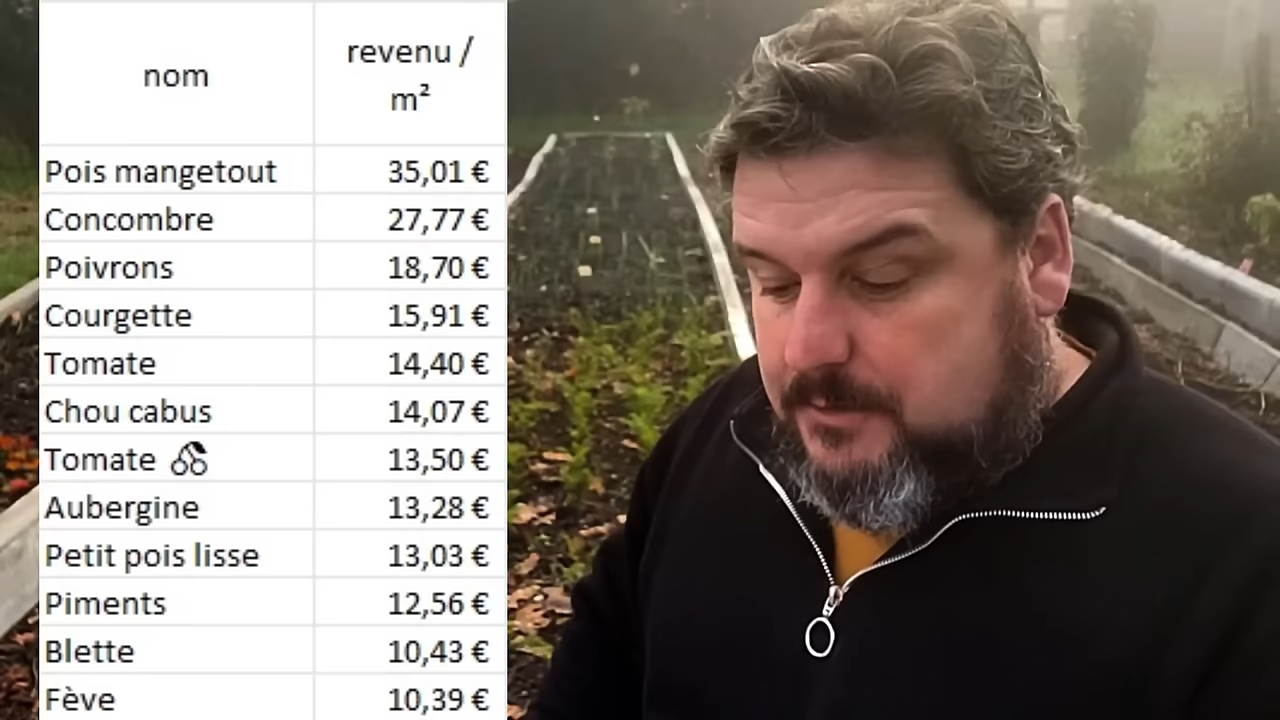 nom
revenu /
m²
Pois mangetout 35,01 €
Concombre 27,77 €
Poivrons 18,70 €
Courgette 15,91 €
Tomate 14,40 €
Chou cabus 14,07 €
Tomate 🍒 13,50 €
Aubergine 13,28 €
Petit pois lisse 13,03 €
Piments 12,56 €
Blette 10,43 €
Fève 10,39 €